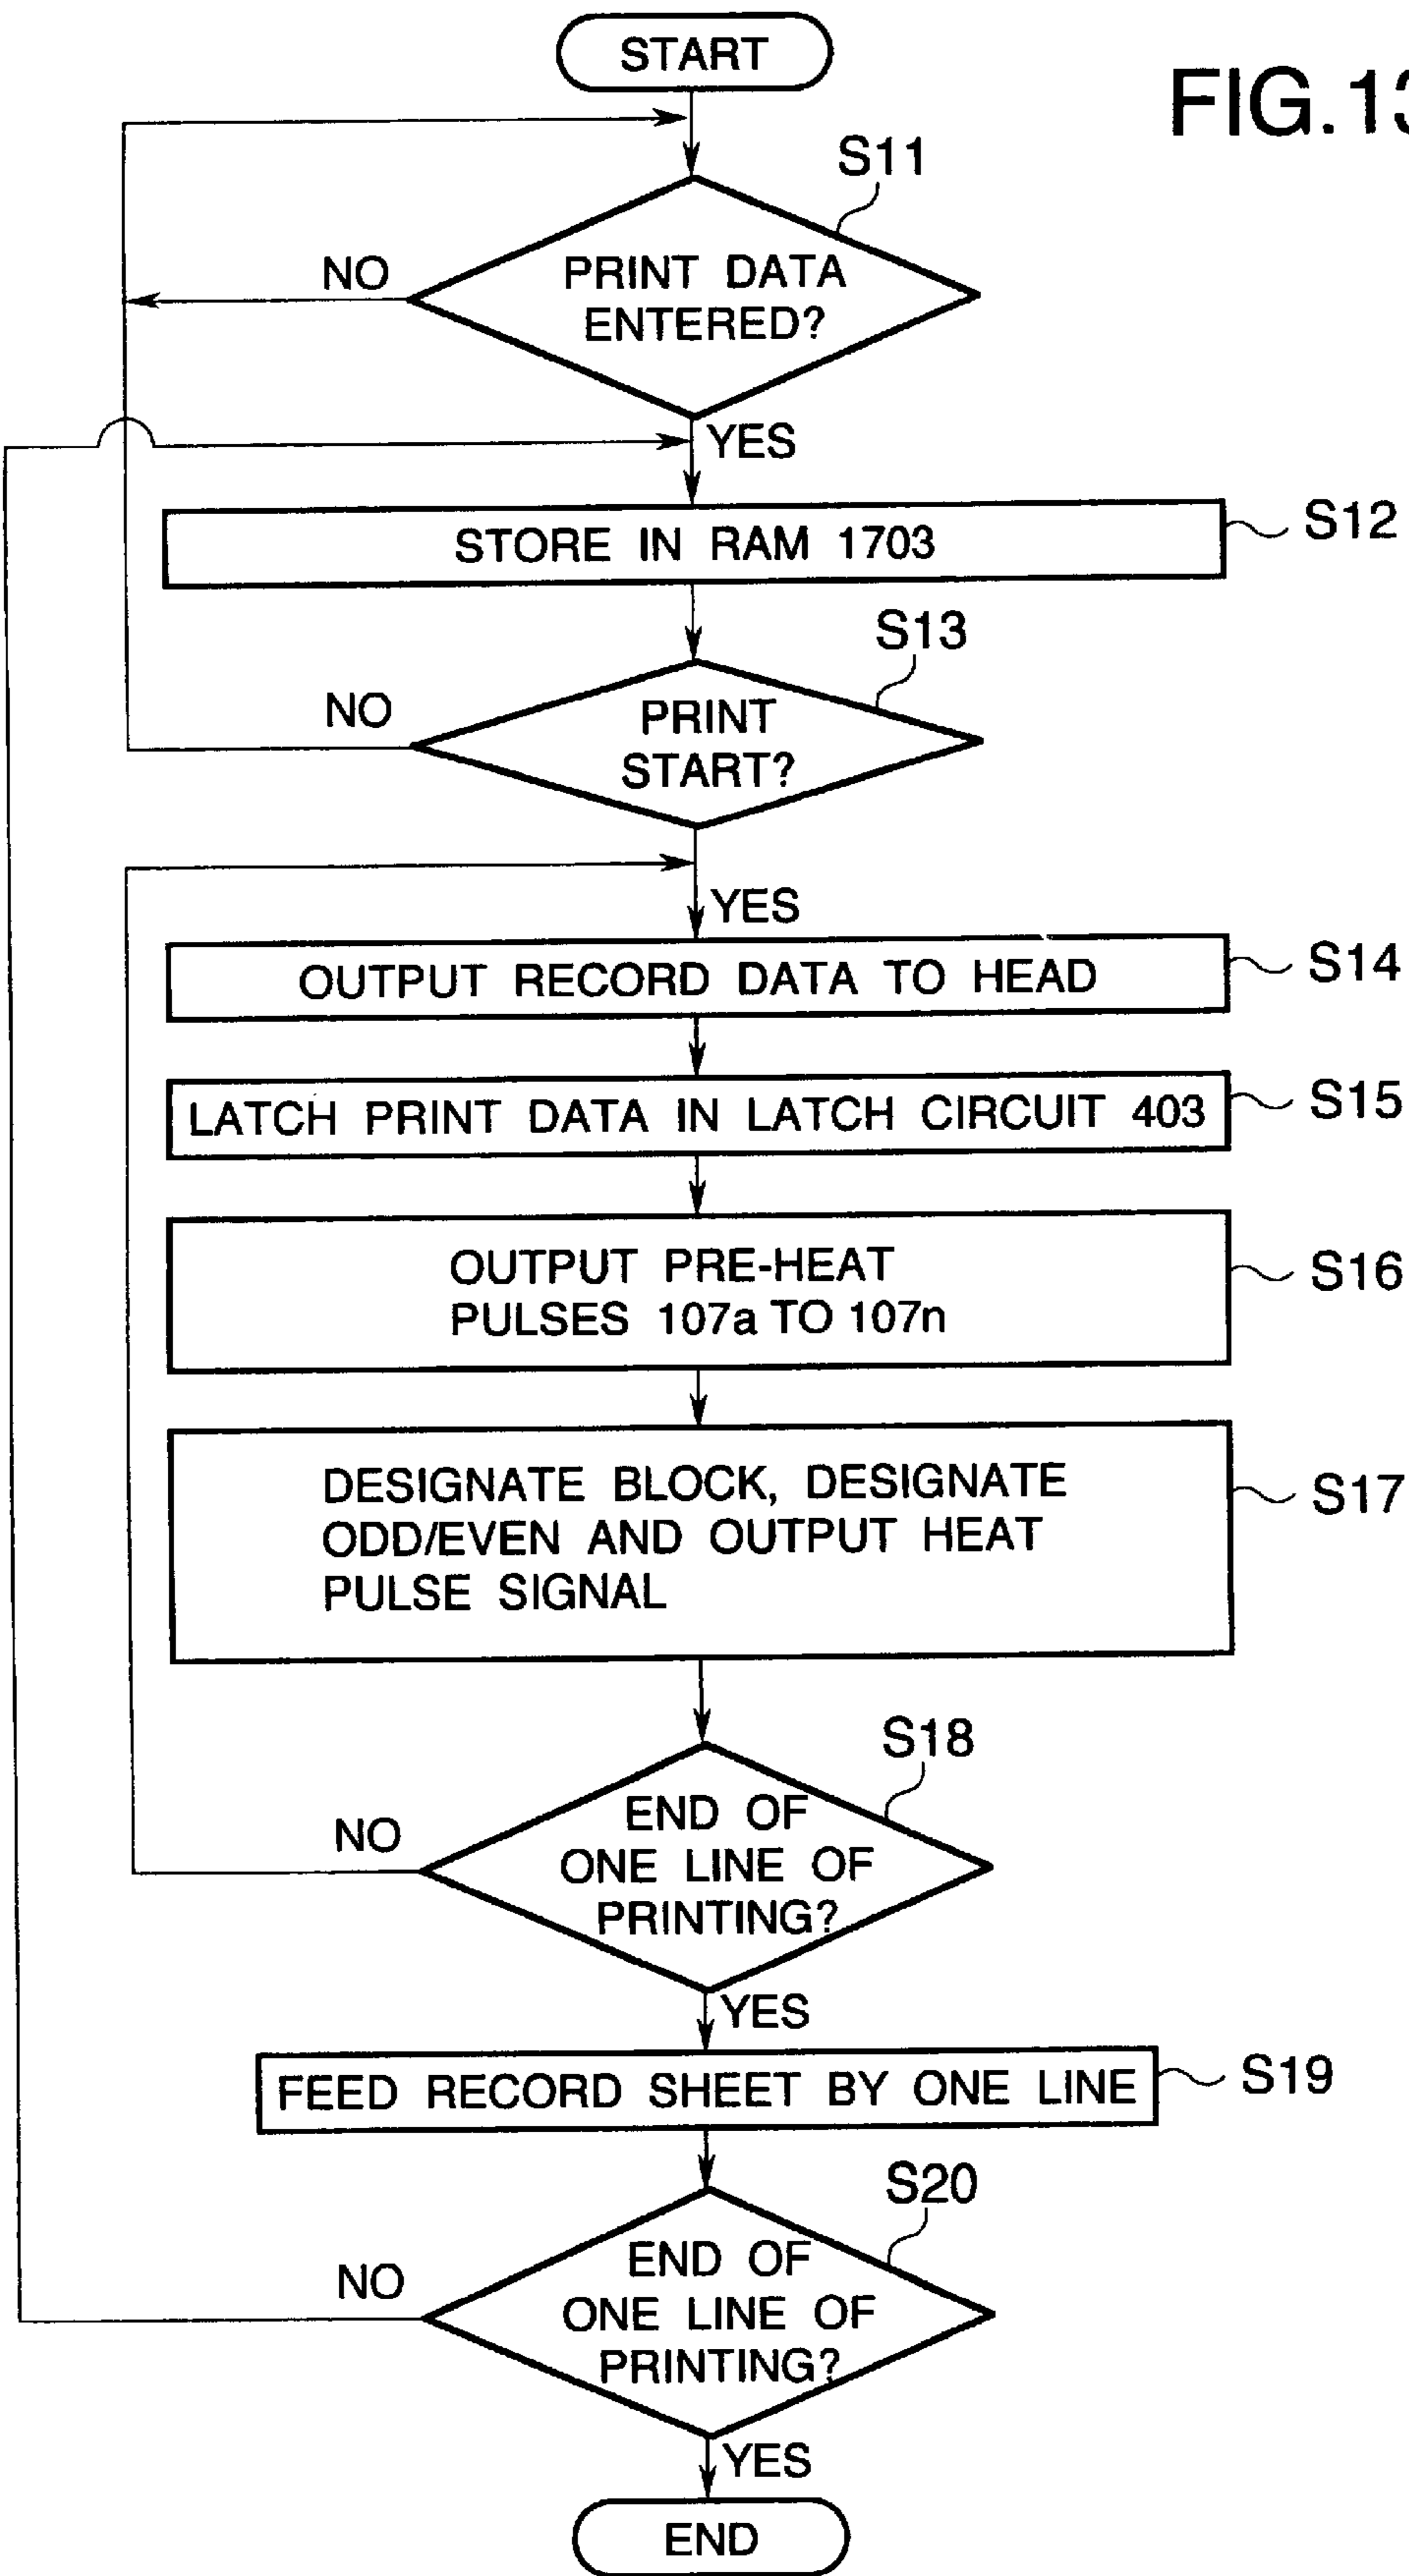 START
FIG.13
S11
NO
PRINT DATA
ENTERED?
YES
STORE IN RAM 1703
S12
S13
NO
PRINT
START?
YES
OUTPUT RECORD DATA TO HEAD
S14
LATCH PRINT DATA IN LATCH CIRCUIT 403
S15
OUTPUT PRE-HEAT
PULSES 107a TO 107n
S16
DESIGNATE BLOCK, DESIGNATE
ODD/EVEN AND OUTPUT HEAT
PULSE SIGNAL
S17
S18
NO
END OF
ONE LINE OF
PRINTING?
YES
FEED RECORD SHEET BY ONE LINE
S19
S20
NO
END OF
ONE LINE OF
PRINTING?
YES
END